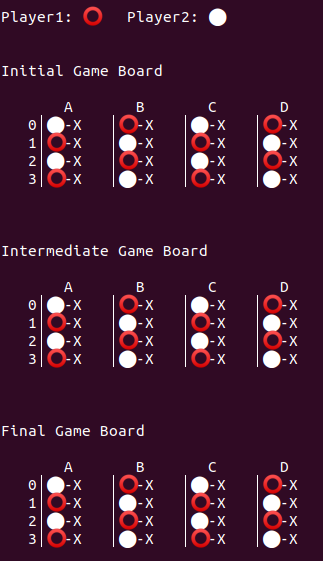 Player1: ⭕ Player2: ⚪
Initial Game Board
A B C D
0 ⚪-X ⭕-X ⚪-X ⭕-X
1 ⭕-X ⚪-X ⭕-X ⚪-X
2 ⚪-X ⭕-X ⚪-X ⭕-X
3 ⭕-X ⚪-X ⭕-X ⚪-X
Intermediate Game Board
A B C D
0 ⚪-X ⭕-X ⚪-X ⭕-X
1 ⭕-X ⚪-X ⭕-X ⚪-X
2 ⚪-X ⭕-X ⚪-X ⭕-X
3 ⭕-X ⚪-X ⭕-X ⚪-X
Final Game Board
A B C D
0 ⚪-X ⭕-X ⚪-X ⭕-X
1 ⭕-X ⚪-X ⭕-X ⚪-X
2 ⚪-X ⭕-X ⚪-X ⭕-X
3 ⭕-X ⚪-X ⭕-X ⚪-X